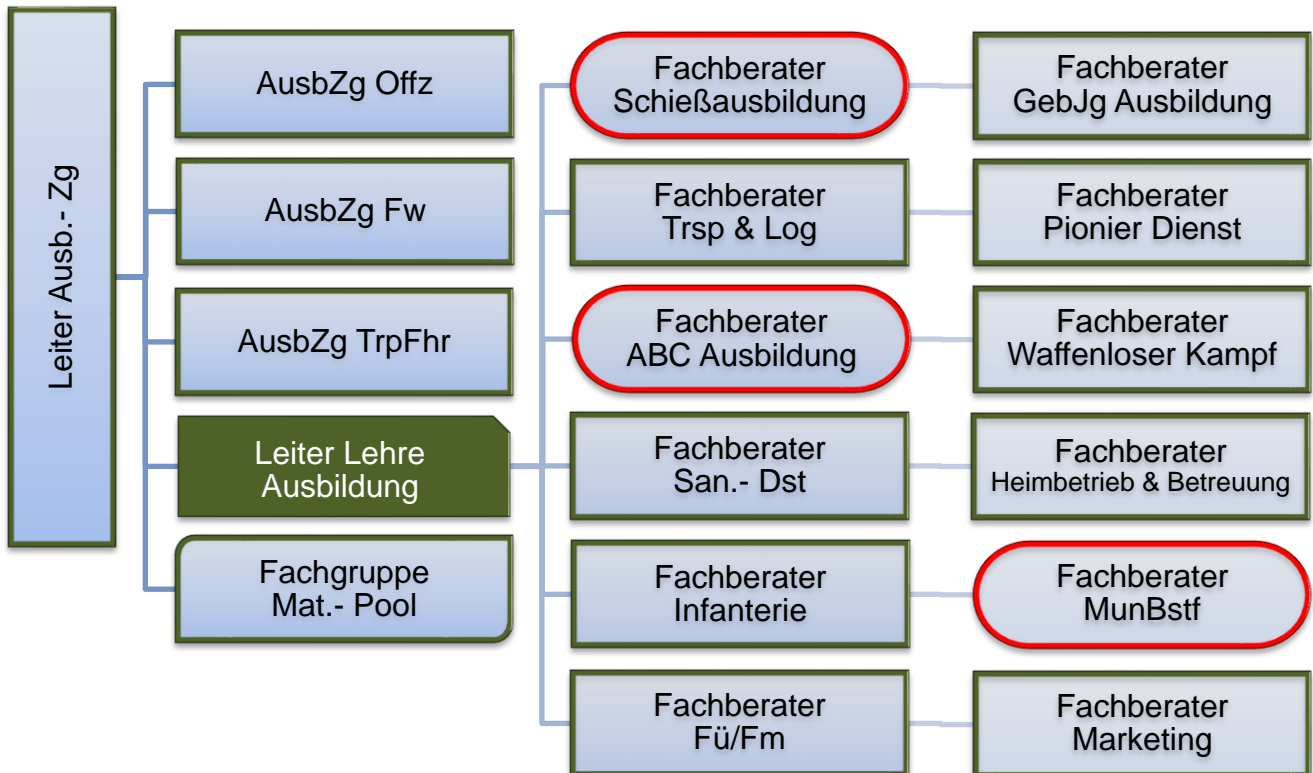 Leiter Ausb.- Zg
AusbZg Offz
AusbZg Fw
AusbZg TrpFhr
Leiter Lehre
Ausbildung
Fachgruppe
Mat.- Pool
Fachberater
Schießausbildung
Fachberater
Trsp & Log
Fachberater
ABC Ausbildung
Fachberater
San.- Dst
Fachberater
Infanterie
Fachberater
Fü/Fm
Fachberater
GebJg Ausbildung
Fachberater
Pionier Dienst
Fachberater
Waffenloser Kampf
Fachberater
Heimbetrieb & Betreuung
Fachberater
MunBstf
Fachberater
Marketing